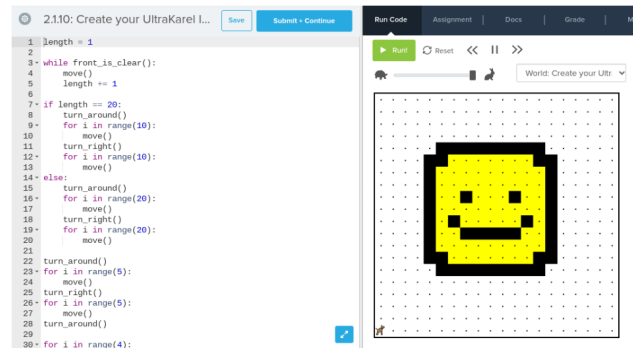 2.1.10: Create your UltraKarel I... Save Submit + Continue
Run Code Assignment Docs Grade M
Run! Reset
World: Create your Ultr
1 length = 1
2
3 while front_is_clear():
4 move()
5 length += 1
6
7 if length == 20:
8 turn_around()
9 for i in range(10):
10 move()
11 turn_right()
12 for i in range(10):
13 move()
14 else:
15 turn_around()
16 for i in range(20):
17 move()
18 turn_right()
19 for i in range(20):
20 move()
21
22 turn_around()
23 for i in range(5):
24 move()
25 turn_right()
26 for i in range(5):
27 move()
28 turn_around()
29
30 for i in range(4):